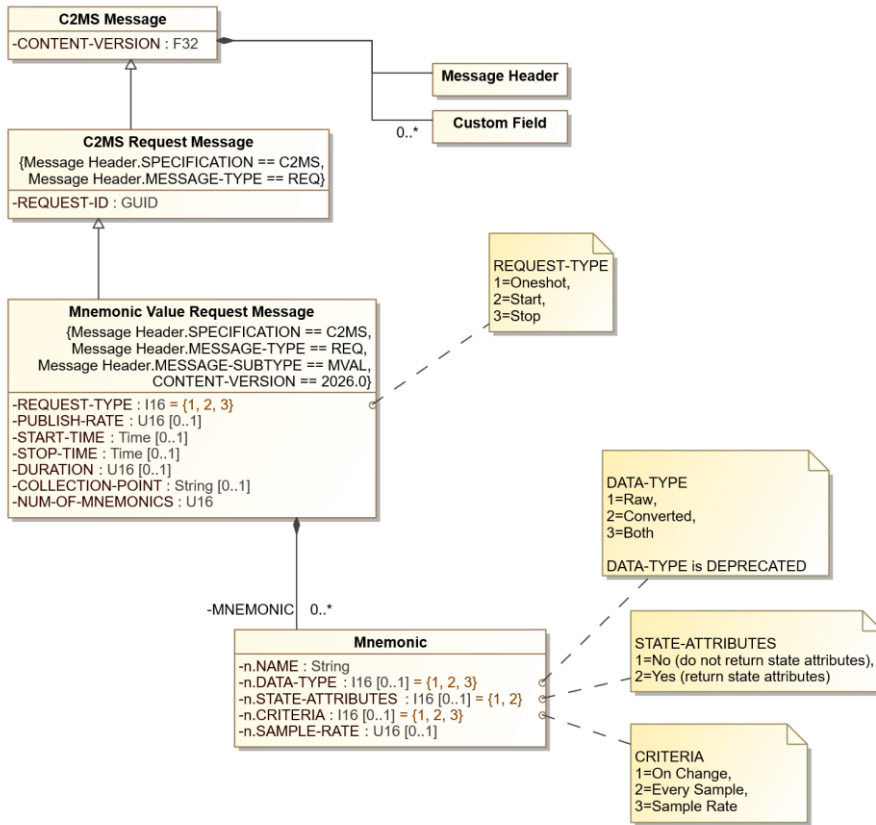 C2MS Message
-CONTENT-VERSION : F32
Message Header
Custom Field
0..*
C2MS Request Message
{Message Header.SPECIFICATION == C2MS,
Message Header.MESSAGE-TYPE == REQ}
-REQUEST-ID : GUID
REQUEST-TYPE
1=Oneshot,
2=Start,
3=Stop
Mnemonic Value Request Message
{Message Header.SPECIFICATION == C2MS,
Message Header.MESSAGE-TYPE == REQ,
Message Header.MESSAGE-SUBTYPE == MVAL,
CONTENT-VERSION == 2026.0}
-REQUEST-TYPE : I16 = {1, 2, 3}
-PUBLISH-RATE : U16 [0..1]
-START-TIME : Time [0..1]
-STOP-TIME : Time [0..1]
-DURATION : U16 [0..1]
-COLLECTION-POINT : String [0..1]
-NUM-OF-MNEMONICS : U16
DATA-TYPE
1=Raw,
2=Converted,
3=Both
DATA-TYPE is DEPRECATED
-MNEMONIC 0..*
Mnemonic
-n.NAME : String
-n.DATA-TYPE : I16 [0..1] = {1, 2, 3}
-n.STATE-ATTRIBUTES : I16 [0..1] = {1, 2}
-n.CRITERIA : I16 [0..1] = {1, 2, 3}
-n.SAMPLE-RATE : U16 [0..1]
STATE-ATTRIBUTES
1=No (do not return state attributes),
2=Yes (return state attributes)
CRITERIA
1=On Change,
2=Every Sample,
3=Sample Rate